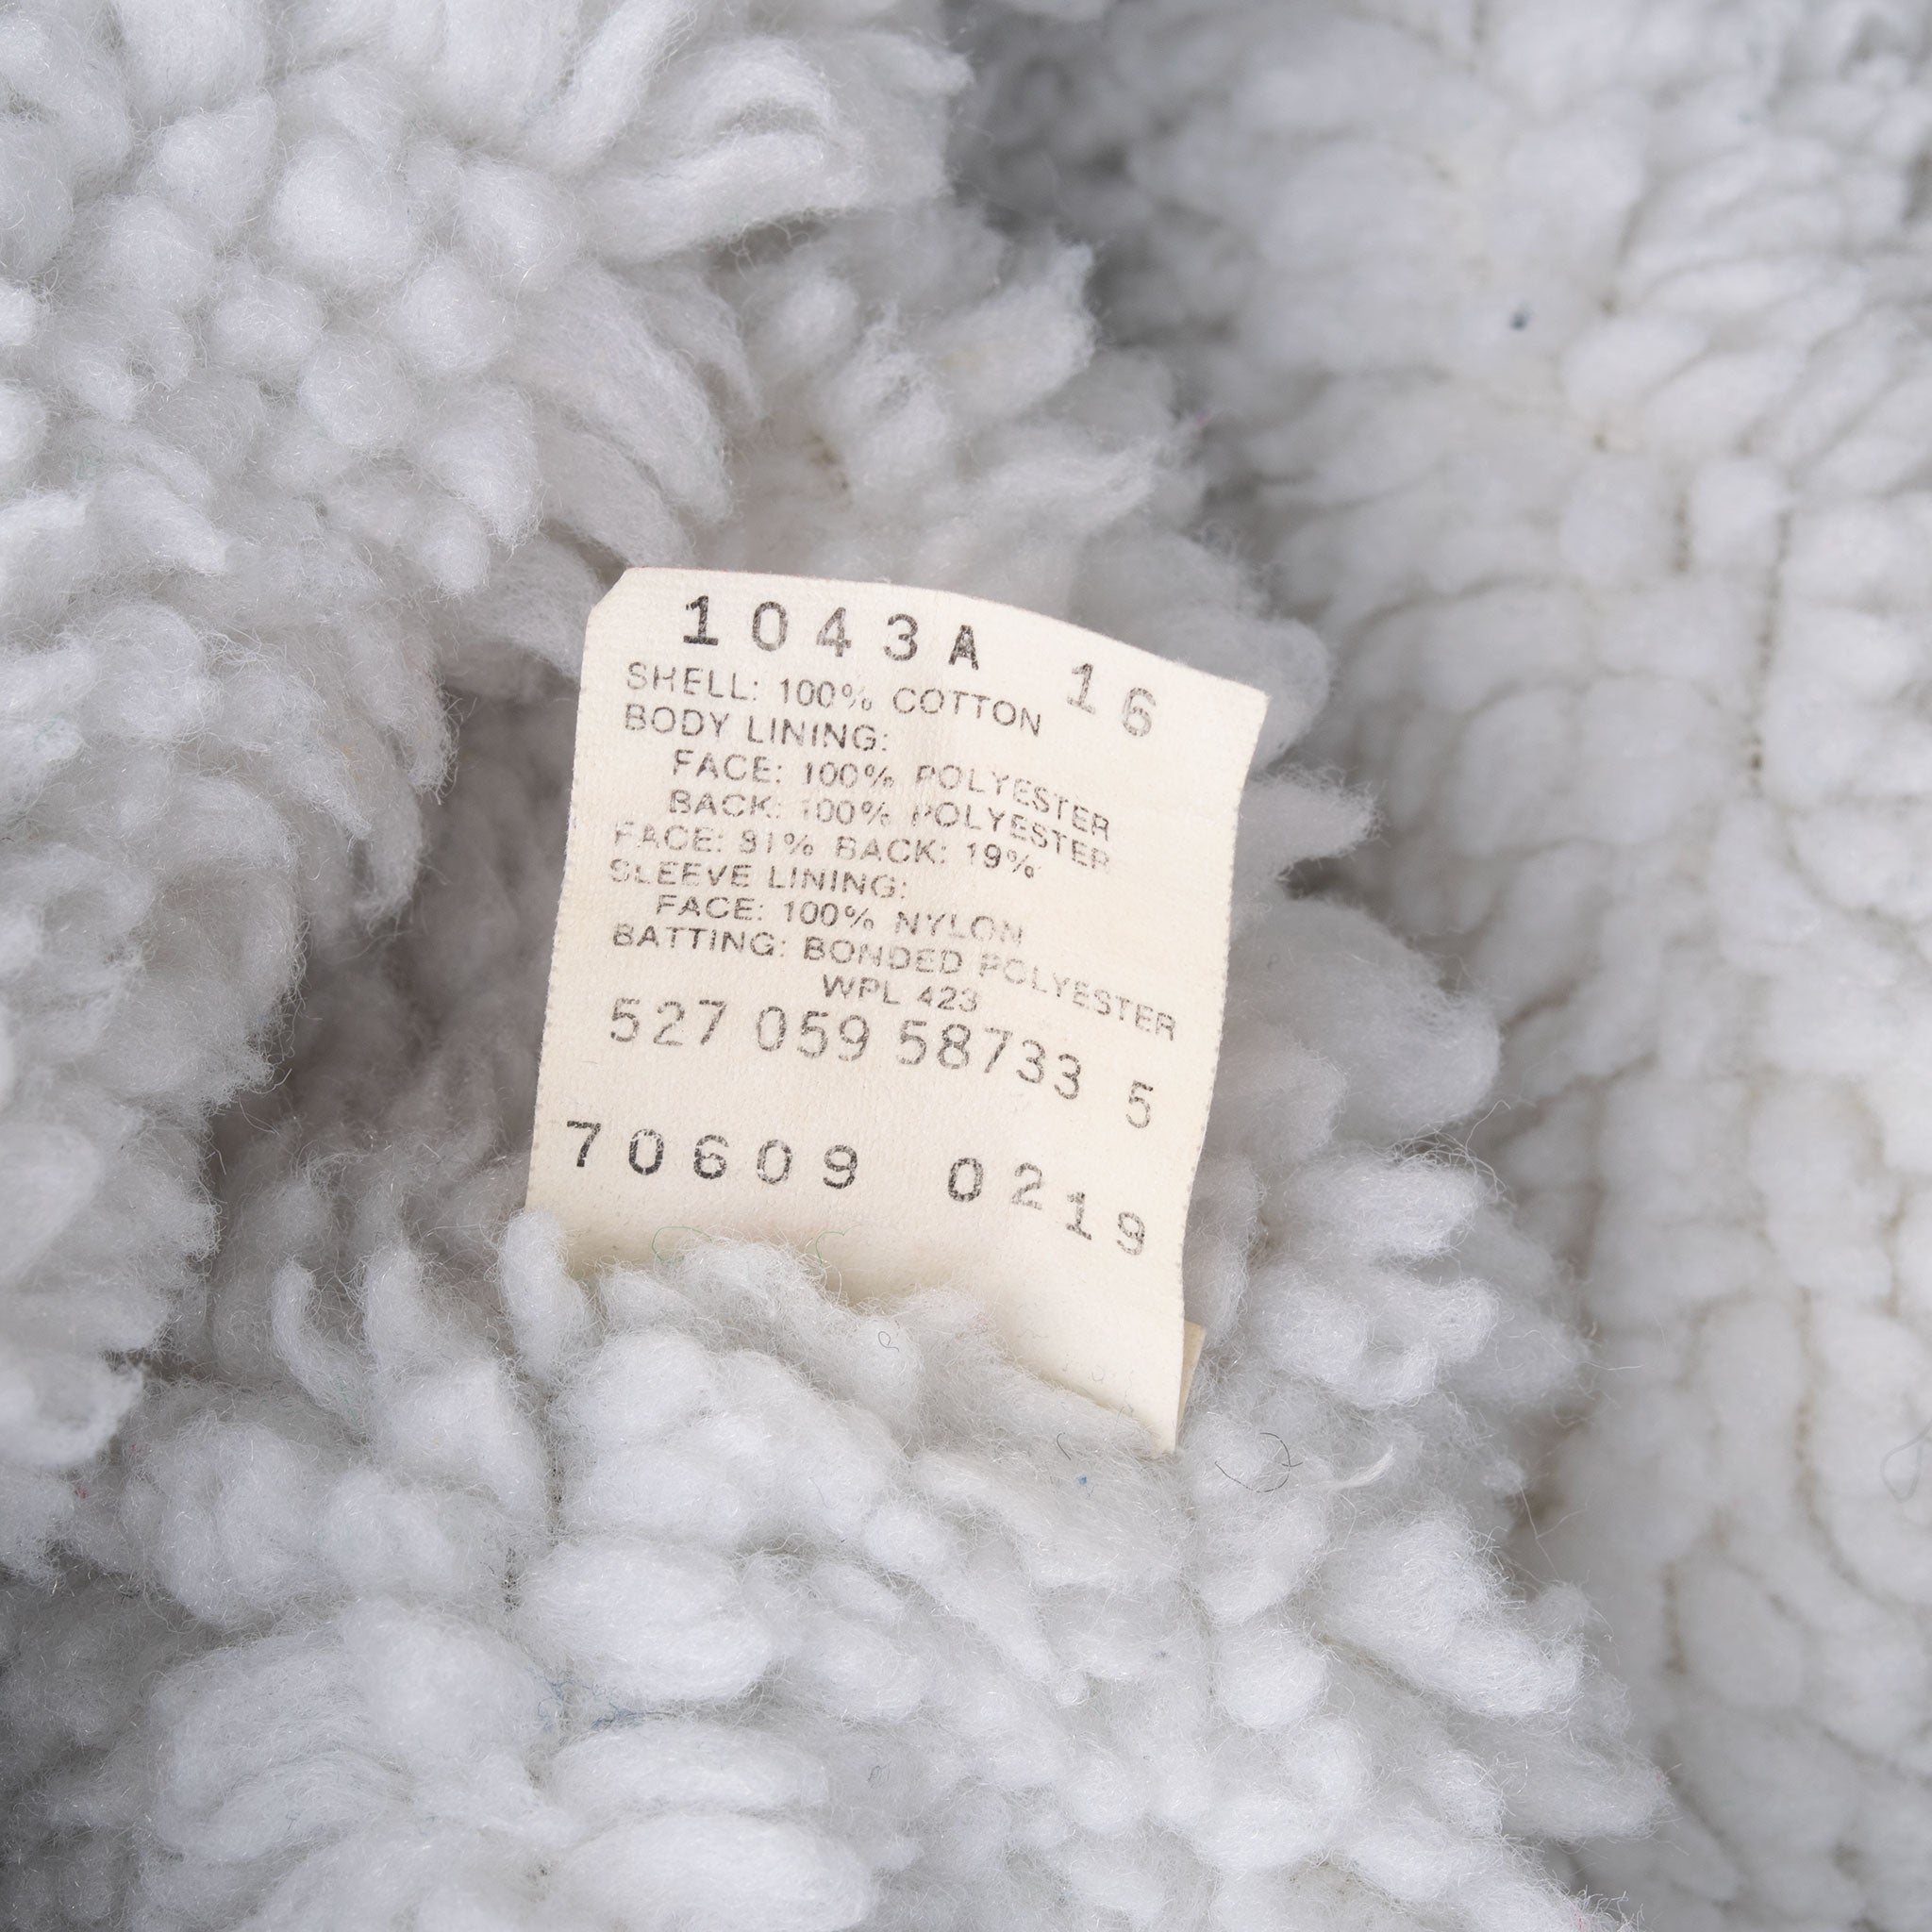 1043A 16
SHELL: 100% COTTON
BODY LINING:
FACE: 100% POLYESTER
BACK: 100% POLYESTER
FACE: 81% BACK: 19%
SLEEVE LINING:
FACE: 100% NYLON
BATTING: BONDED POLYESTER
WPL 423
527 059 58733 5
70609 0219